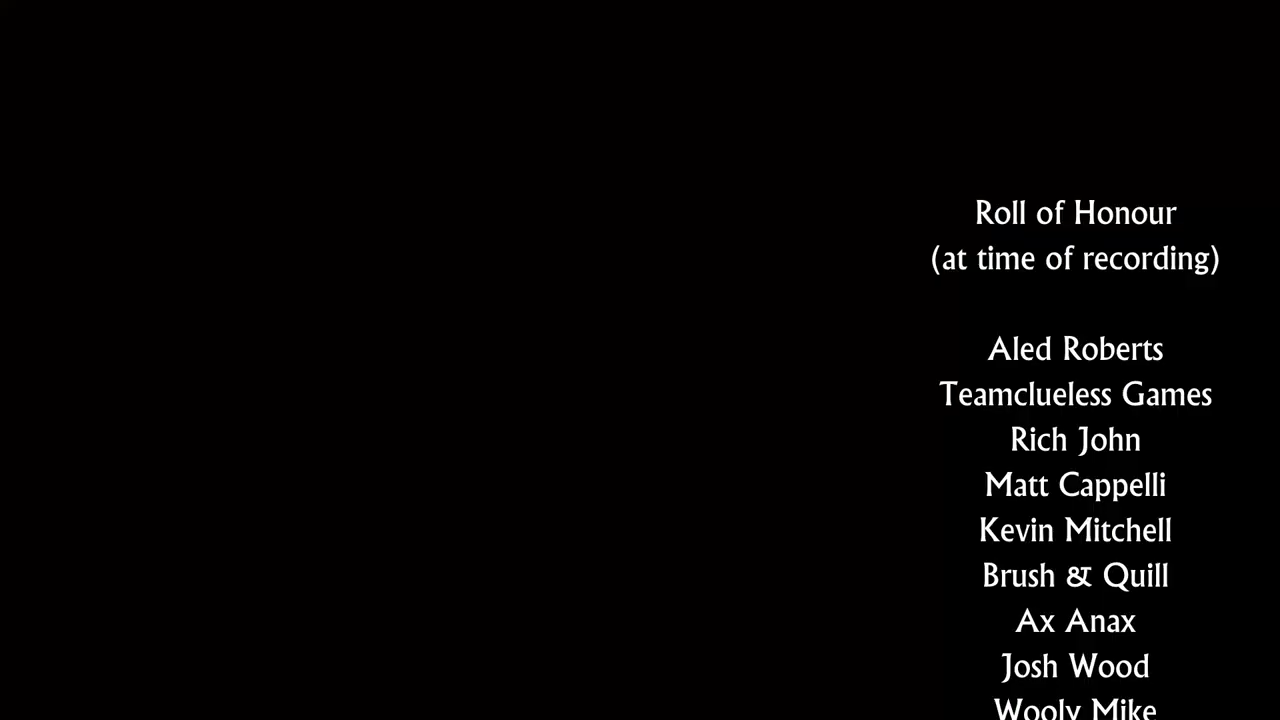 Roll of Honour
(at time of recording)
Aled Roberts
Teamclueless Games
Rich John
Matt Cappelli
Kevin Mitchell
Brush & Quill
Ax Anax
Josh Wood
Wooly Mike